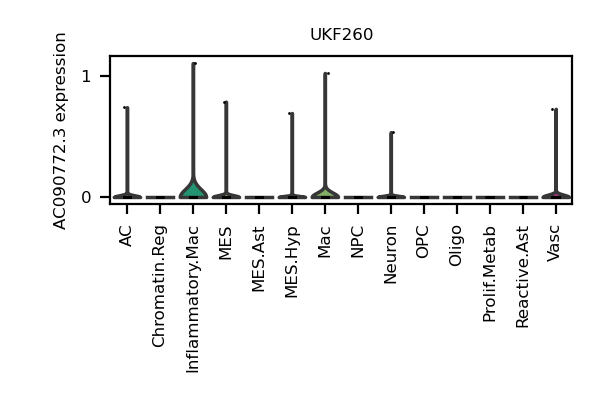 UKF260
AC090772.3 expression
1
0
AC
Chromatin.Reg
Inflammatory.Mac
MES
MES.Ast
MES.Hyp
Mac
NPC
Neuron
OPC
Oligo
Prolif.Metab
Reactive.Ast
Vasc